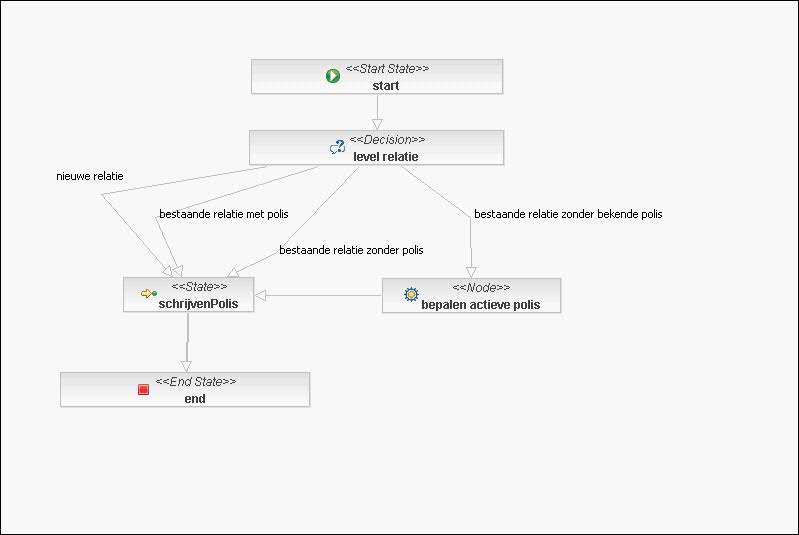 <<Start State>>
start
<<Decision>>
level relatie
nieuwe relatie
bestaande relatie met polis
bestaande relatie zonder bekende polis
bestaande relatie zonder polis
<<State>>
schrijvenPolis
<<Node>>
bepalen actieve polis
<<End State>>
end